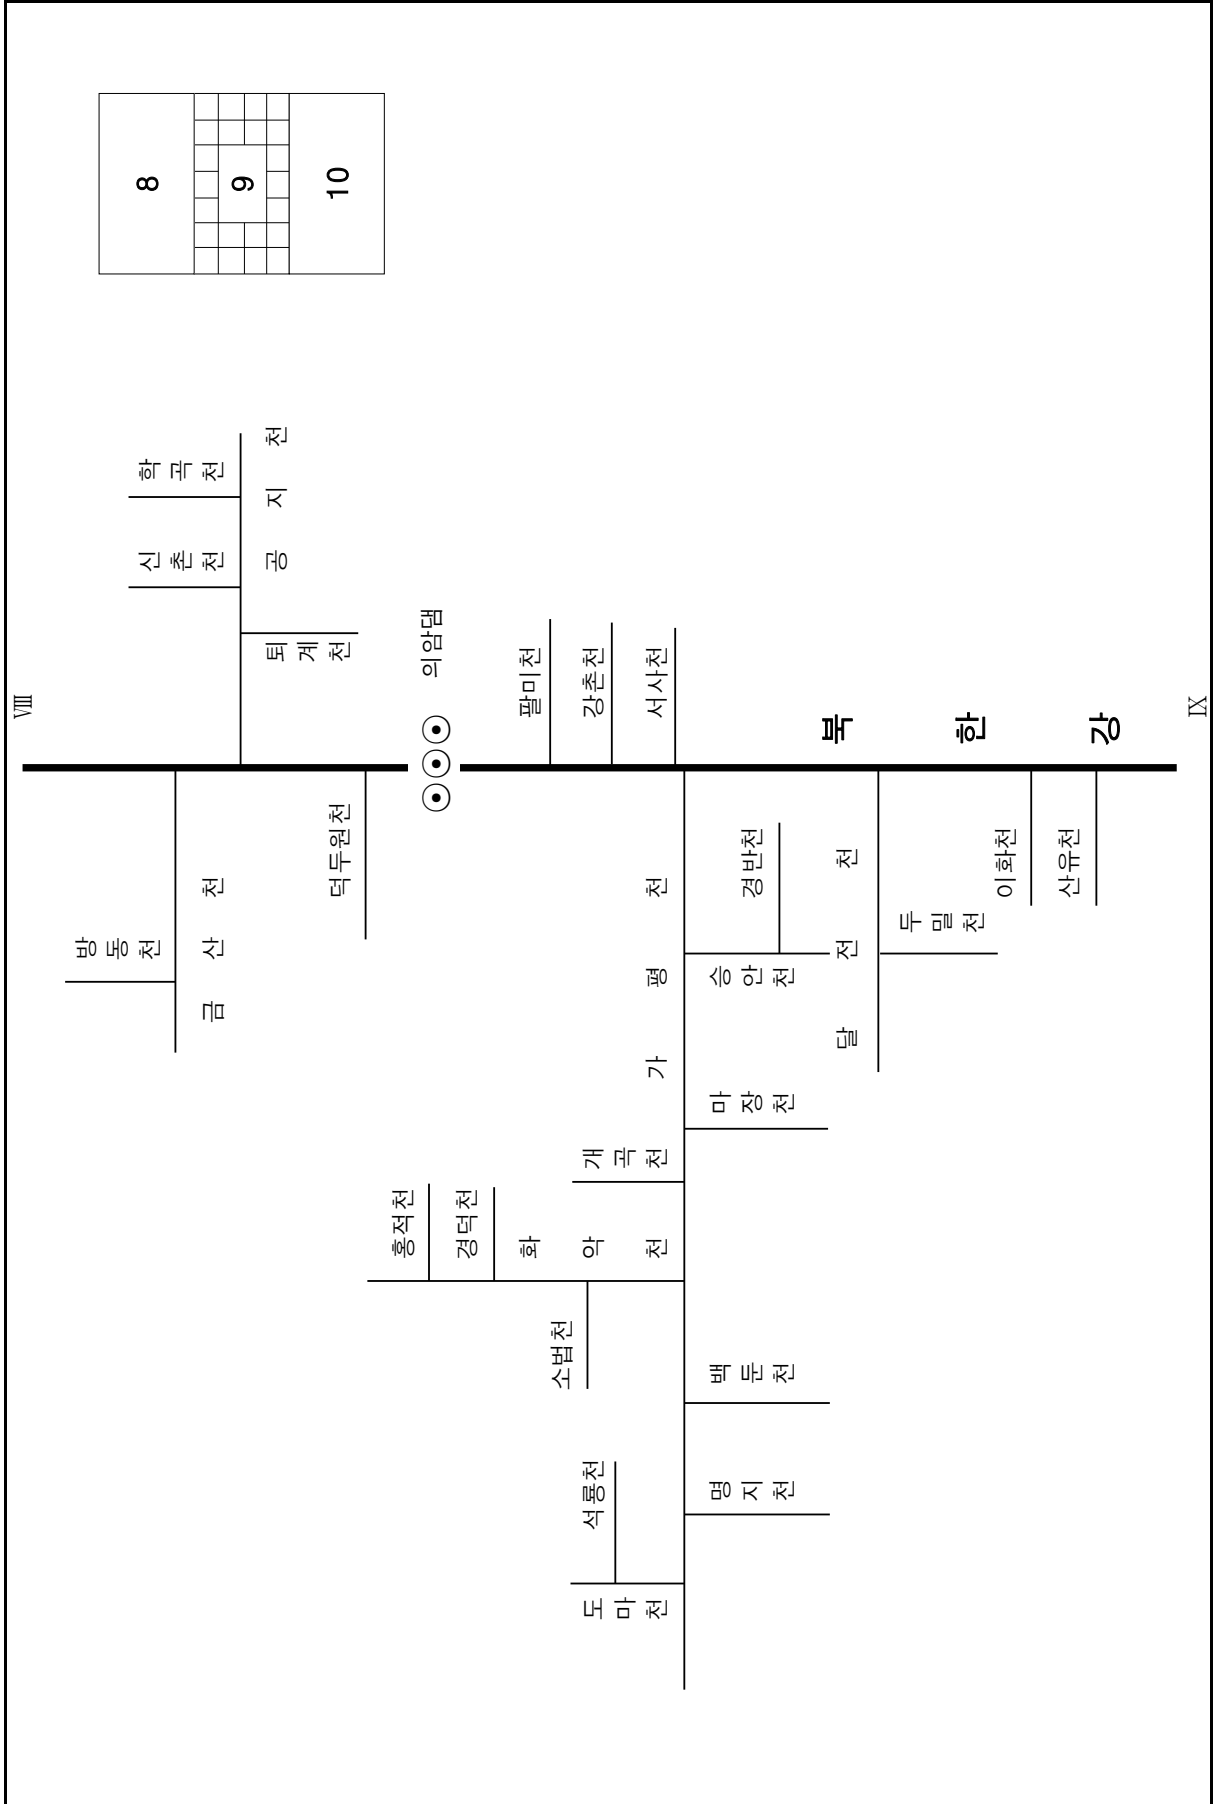 Ⅷ
방동천
신촌천
학곡천
8
금산천
9
퇴계천
공지천
덕두원천
10
홍적천
의암댐
경덕천
화악천
팔미천
소법천
석룡천
도마천
개곡천
강촌천
가평천
서사천
명지천
백둔천
마장천
승안천
경반천
달전천
북한강
두밀천
이화천
산유천
Ⅸ